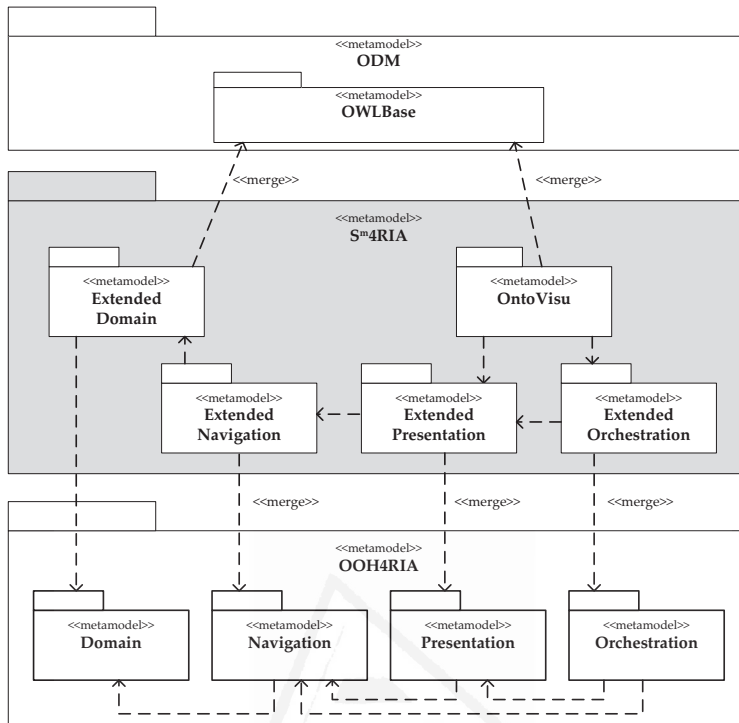 <<metamodel>>
ODM
<<metamodel>>
OWLBase
<<merge>>
<<merge>>
<<metamodel>>
Sᵐ4RIA
<<metamodel>>
Extended
Domain
<<metamodel>>
OntoVisu
<<metamodel>>
Extended
Navigation
<<metamodel>>
Extended
Presentation
<<metamodel>>
Extended
Orchestration
<<merge>>
<<merge>>
<<merge>>
<<metamodel>>
OOH4RIA
<<metamodel>>
Domain
<<metamodel>>
Navigation
<<metamodel>>
Presentation
<<metamodel>>
Orchestration